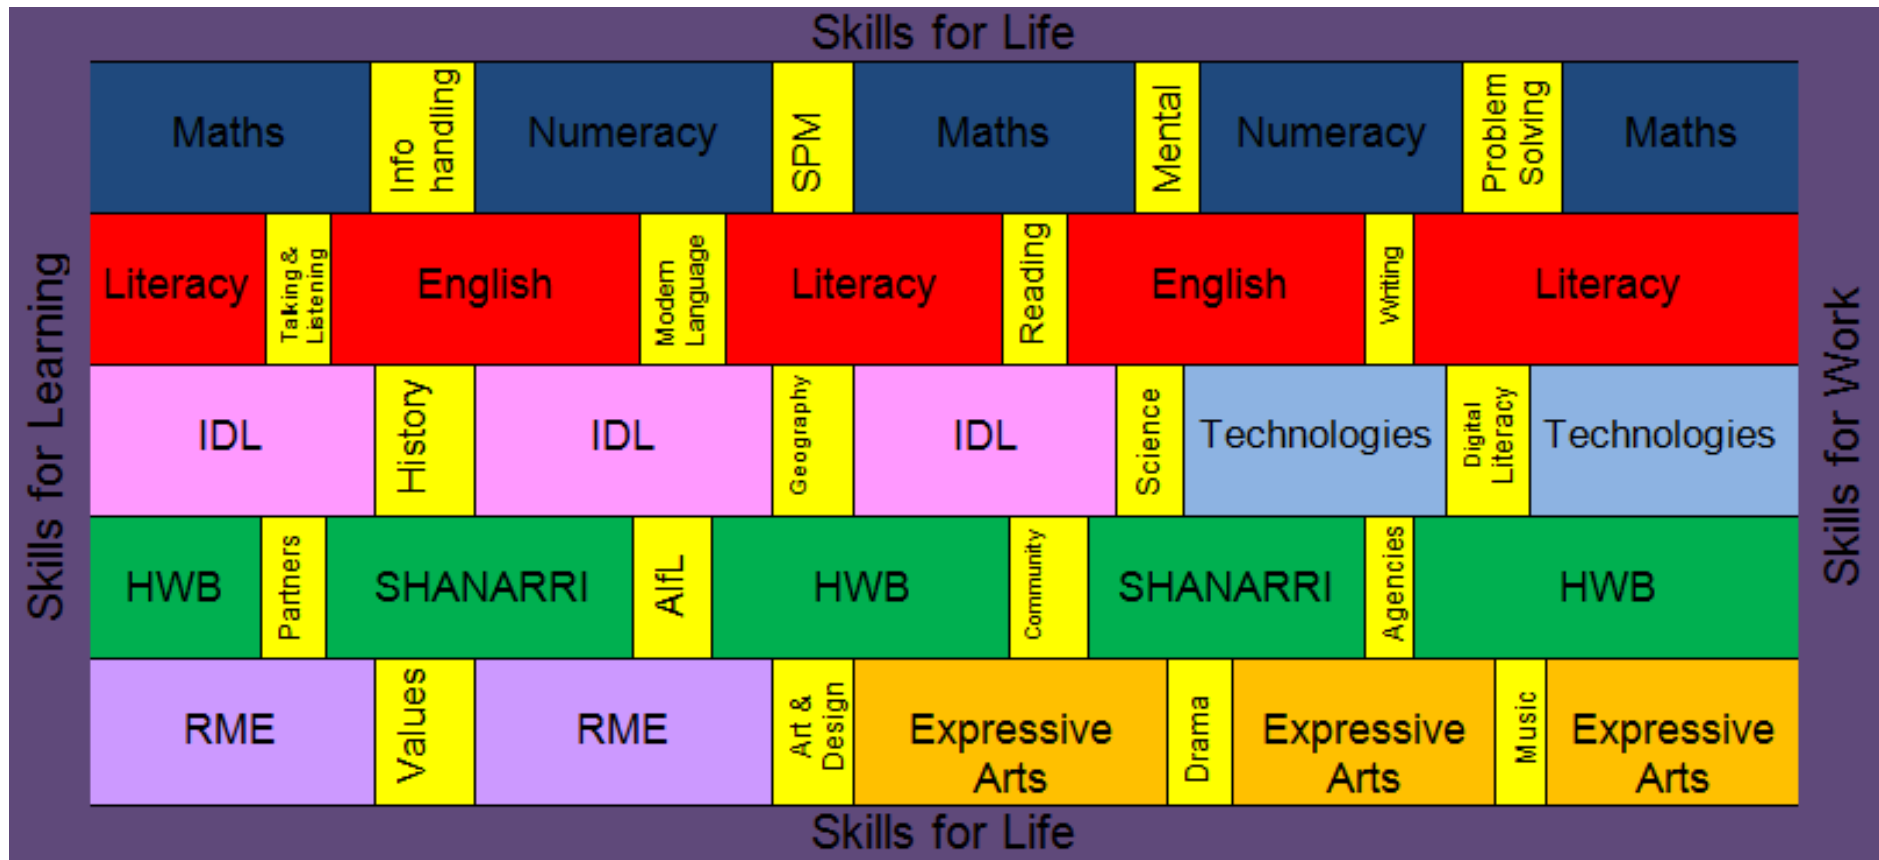 Skills for Life
Skills for Learning
Maths
Info
handling
Numeracy
SPM
Maths
Mental
Numeracy
Problem
Solving
Maths
Literacy
Taking &
Listening
English
Modern
Language
Literacy
Reading
English
Writing
Literacy
IDL
History
IDL
Geography
IDL
Science
Technologies
Digital
Literacy
Technologies
HWB
Partners
SHANARRI
AIfL
HWB
Community
SHANARRI
Agencies
HWB
RME
Values
RME
Art &
Design
Expressive
Arts
Drama
Expressive
Arts
Music
Expressive
Arts
Skills for Work
Skills for Life